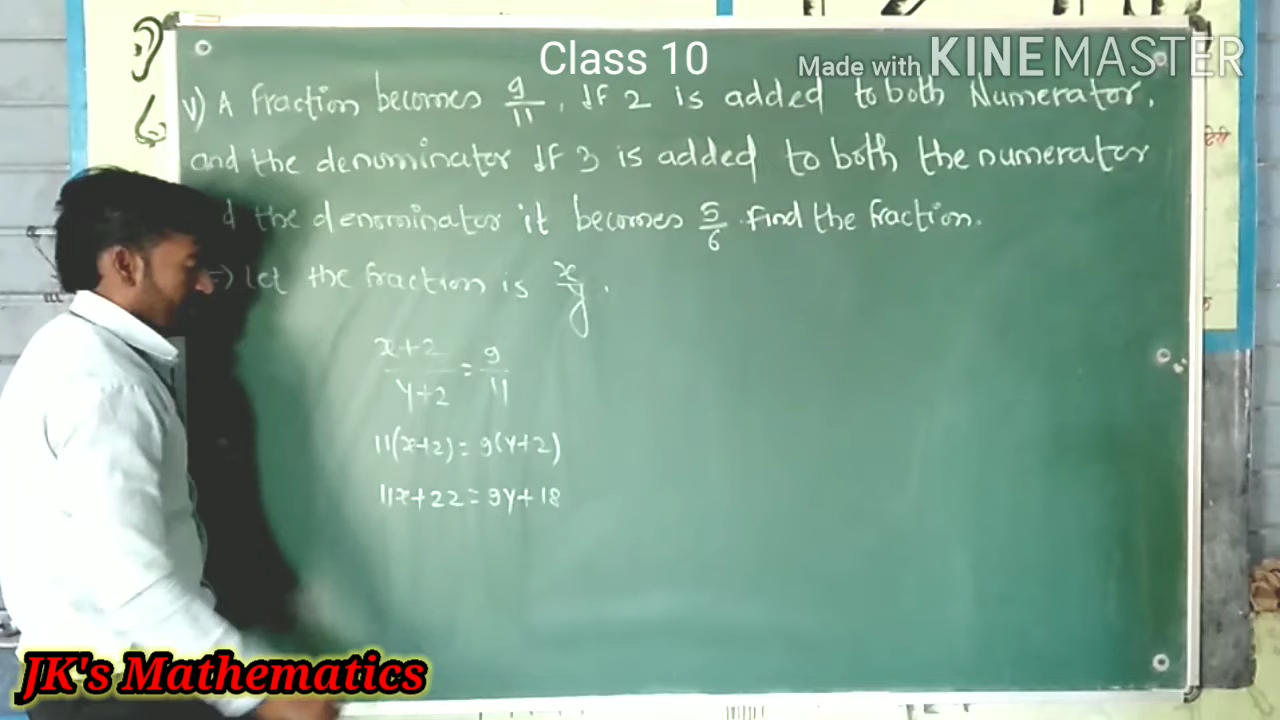 Class 10
Made with KINEMASTER
v) A fraction becomes 9/11, If 2 is added to both Numerator.
and the denuminator If 3 is added to both the numerator
d the denominator it becomes 5/6 . Find the fraction.
=) let the fraction is x/y.
x+2/y+2 = 9/11
11(x+2) = 9(y+2)
11x+22 = 9y+18
JK's Mathematics